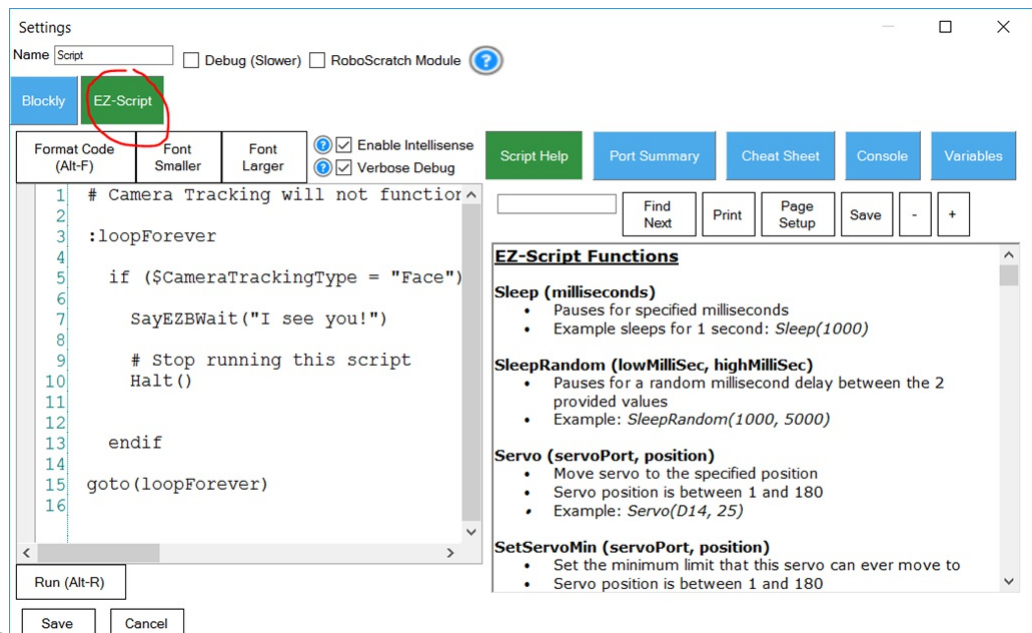 Settings
Name Script Debug (Slower) RoboScratch Module ?
Blockly EZ-Script
Format Code (Alt-F)
Font Smaller
Font Larger
? Enable Intellisense
? Verbose Debug
1 # Camera Tracking will not function
2
3 :loopForever
4
5 if ($CameraTrackingType = "Face")
6
7 SayEZBWait("I see you!")
8
9 # Stop running this script
10 Halt()
11
12
13 endif
14
15 goto(loopForever)
16
Run (Alt-R)
Save Cancel
Script Help Port Summary Cheat Sheet Console Variables
Find Next
Print
Page Setup
Save
-
+
EZ-Script Functions
Sleep (milliseconds)
• Pauses for specified milliseconds
• Example sleeps for 1 second: Sleep(1000)
SleepRandom (lowMilliSec, highMilliSec)
• Pauses for a random millisecond delay between the 2
provided values
• Example: SleepRandom(1000, 5000)
Servo (servoPort, position)
• Move servo to the specified position
• Servo position is between 1 and 180
• Example: Servo(D14, 25)
SetServoMin (servoPort, position)
• Set the minimum limit that this servo can ever move to
• Servo position is between 1 and 180